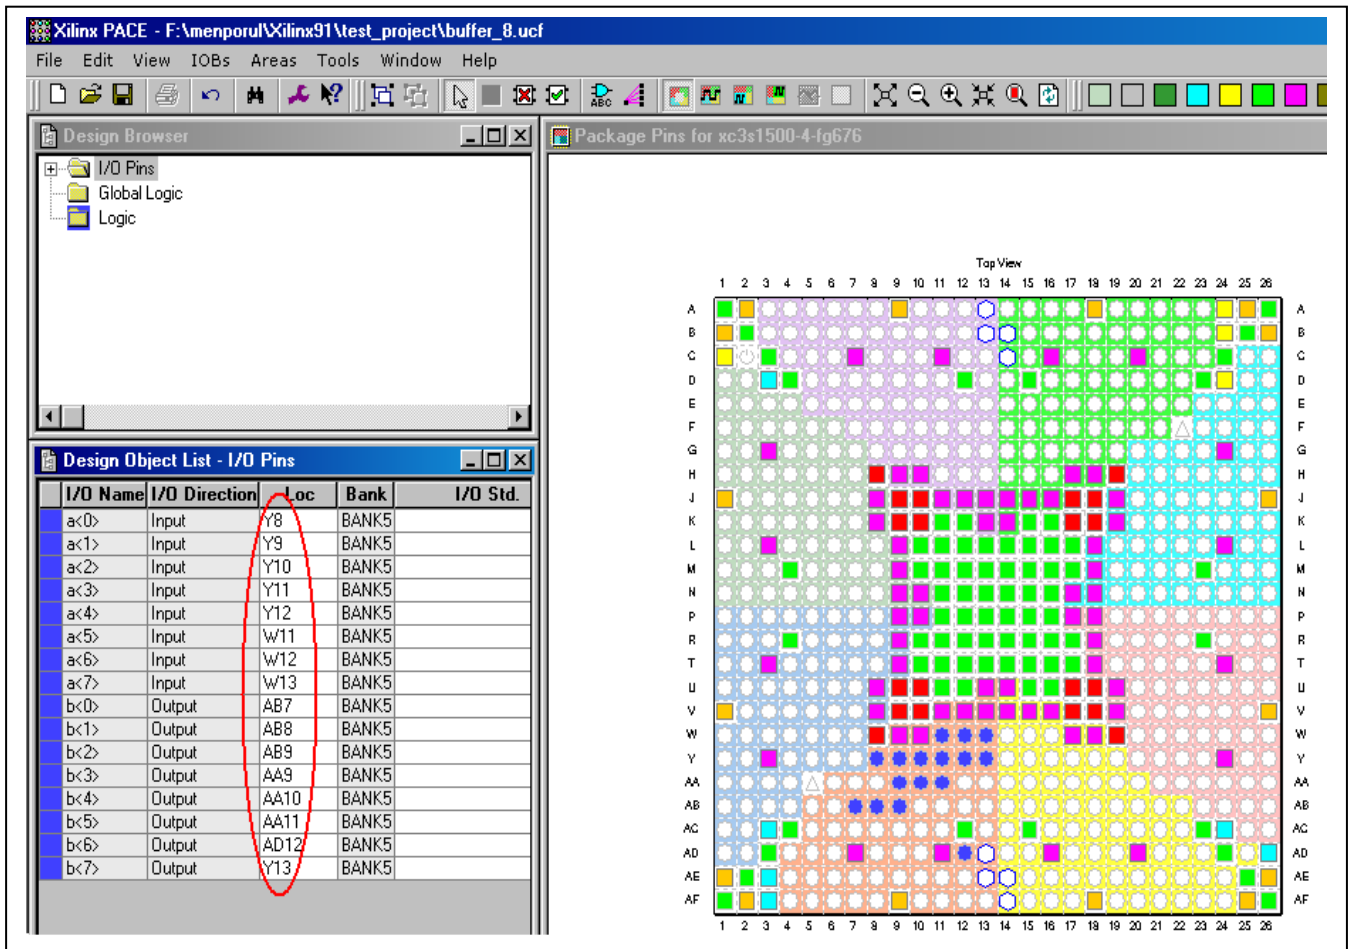 Xilinx PACE - F:\menporul\Xilinx91\test_project\buffer_8.ucf
File Edit View IOBs Areas Tools Window Help
ABC
Design Browser
Package Pins for xc3s1500-4-fg676
I/O Pins
Global Logic
Logic
Top View
1 2 3 4 5 6 7 8 9 10 11 12 13 14 15 16 17 18 19 20 21 22 23 24 25 26
A A
B B
C C
D D
E E
F F
G G
H H
J J
K K
L L
M M
N N
P P
R R
T T
U U
V V
W W
Y Y
AA AA
AB AB
AC AC
AD AD
AE AE
AF AF
1 2 3 4 5 6 7 8 9 10 11 12 13 14 15 16 17 18 19 20 21 22 23 24 25 26
Design Object List - I/O Pins
I/O Name I/O Direction Loc Bank I/O Std.
a<0> Input Y8 BANK5
a<1> Input Y9 BANK5
a<2> Input Y10 BANK5
a<3> Input Y11 BANK5
a<4> Input Y12 BANK5
a<5> Input W11 BANK5
a<6> Input W12 BANK5
a<7> Input W13 BANK5
b<0> Output AB7 BANK5
b<1> Output AB8 BANK5
b<2> Output AB9 BANK5
b<3> Output AA9 BANK5
b<4> Output AA10 BANK5
b<5> Output AA11 BANK5
b<6> Output AD12 BANK5
b<7> Output Y13 BANK5